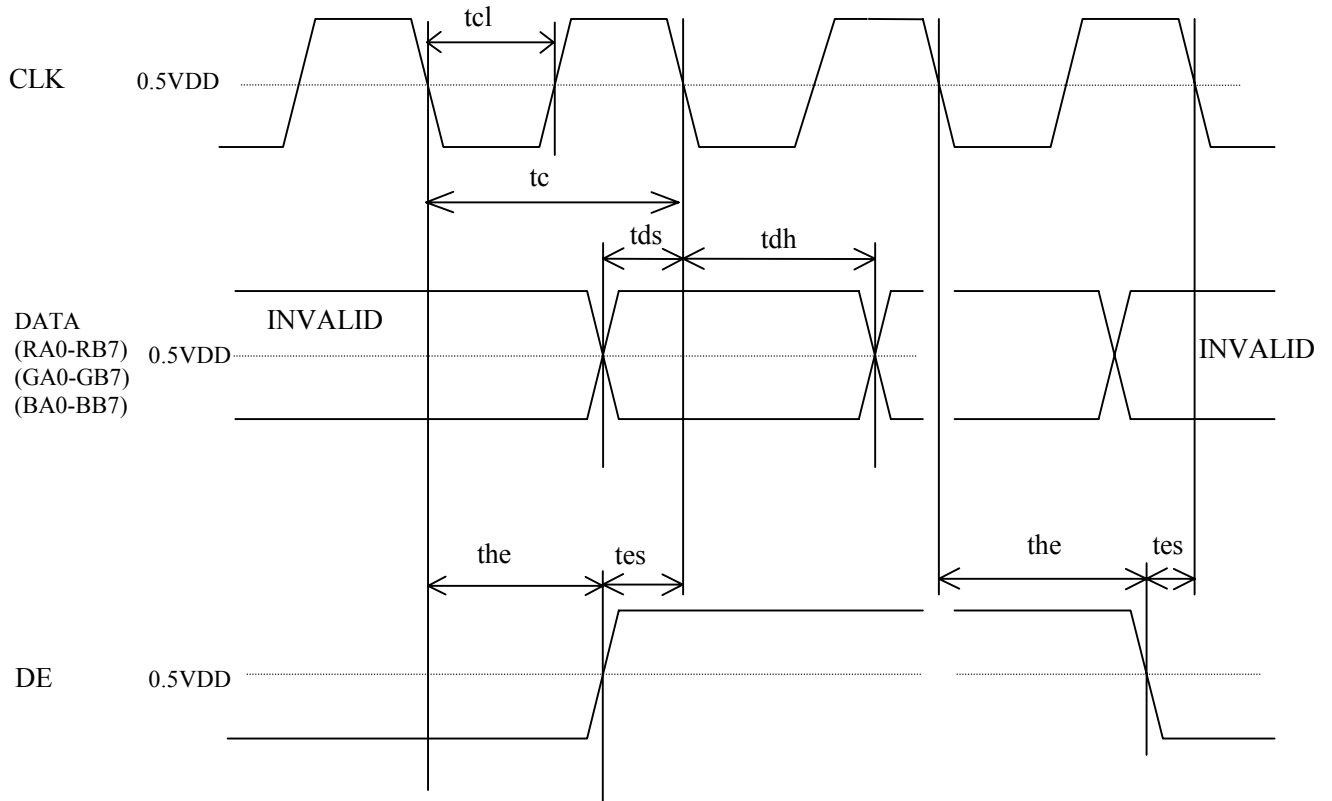 tcl
CLK 0.5VDD
tc
tds tdh
INVALID
DATA
(RA0-RB7) 0.5VDD INVALID
(GA0-GB7)
(BA0-BB7)
the tes the tes
DE 0.5VDD